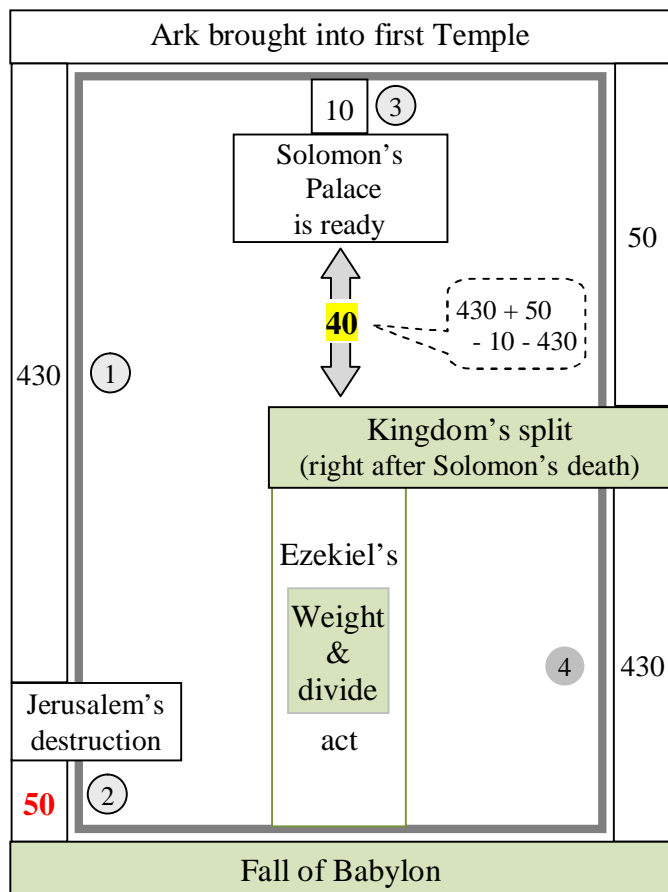 Ark brought into first Temple
10
3
Solomon’s
Palace
is ready
50
40
430 + 50
- 10 - 430
430
1
Kingdom’s split
(right after Solomon’s death)
Ezekiel’s
Weight
&
divide
act
4
430
Jerusalem’s
destruction
50
2
Fall of Babylon